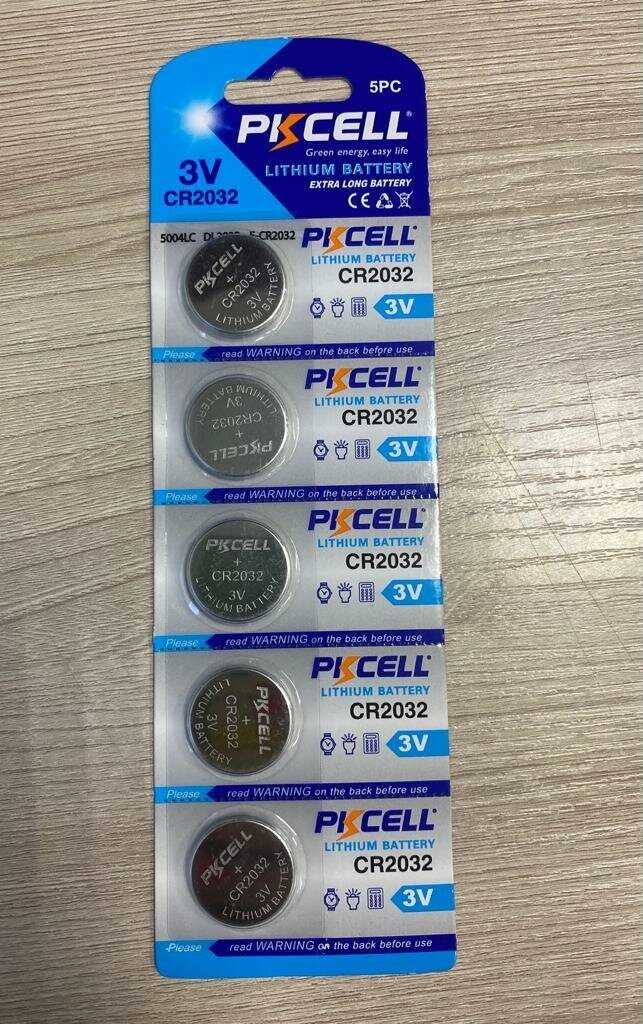 5PC
PKCELL
Green energy, easy life
LITHIUM BATTERY
EXTRA LONG BATTERY
3V
CR2032
CE
5004LC DL2032 5-CR2032
PKCELL
LITHIUM BATTERY
CR2032
3V
PKCELL
+
CR2032
3V
LITHIUM BATTERY
Please read WARNING on the back before use
PKCELL
LITHIUM BATTERY
CR2032
3V
PKCELL
+
CR2032
3V
LITHIUM BATTERY
Please read WARNING on the back before use
PKCELL
LITHIUM BATTERY
CR2032
3V
PKCELL
+
CR2032
3V
LITHIUM BATTERY
Please read WARNING on the back before use
PKCELL
LITHIUM BATTERY
CR2032
3V
PKCELL
+
CR2032
3V
LITHIUM BATTERY
Please read WARNING on the back before use
PKCELL
LITHIUM BATTERY
CR2032
3V
PKCELL
+
CR2032
3V
LITHIUM BATTERY
Please read WARNING on the back before use